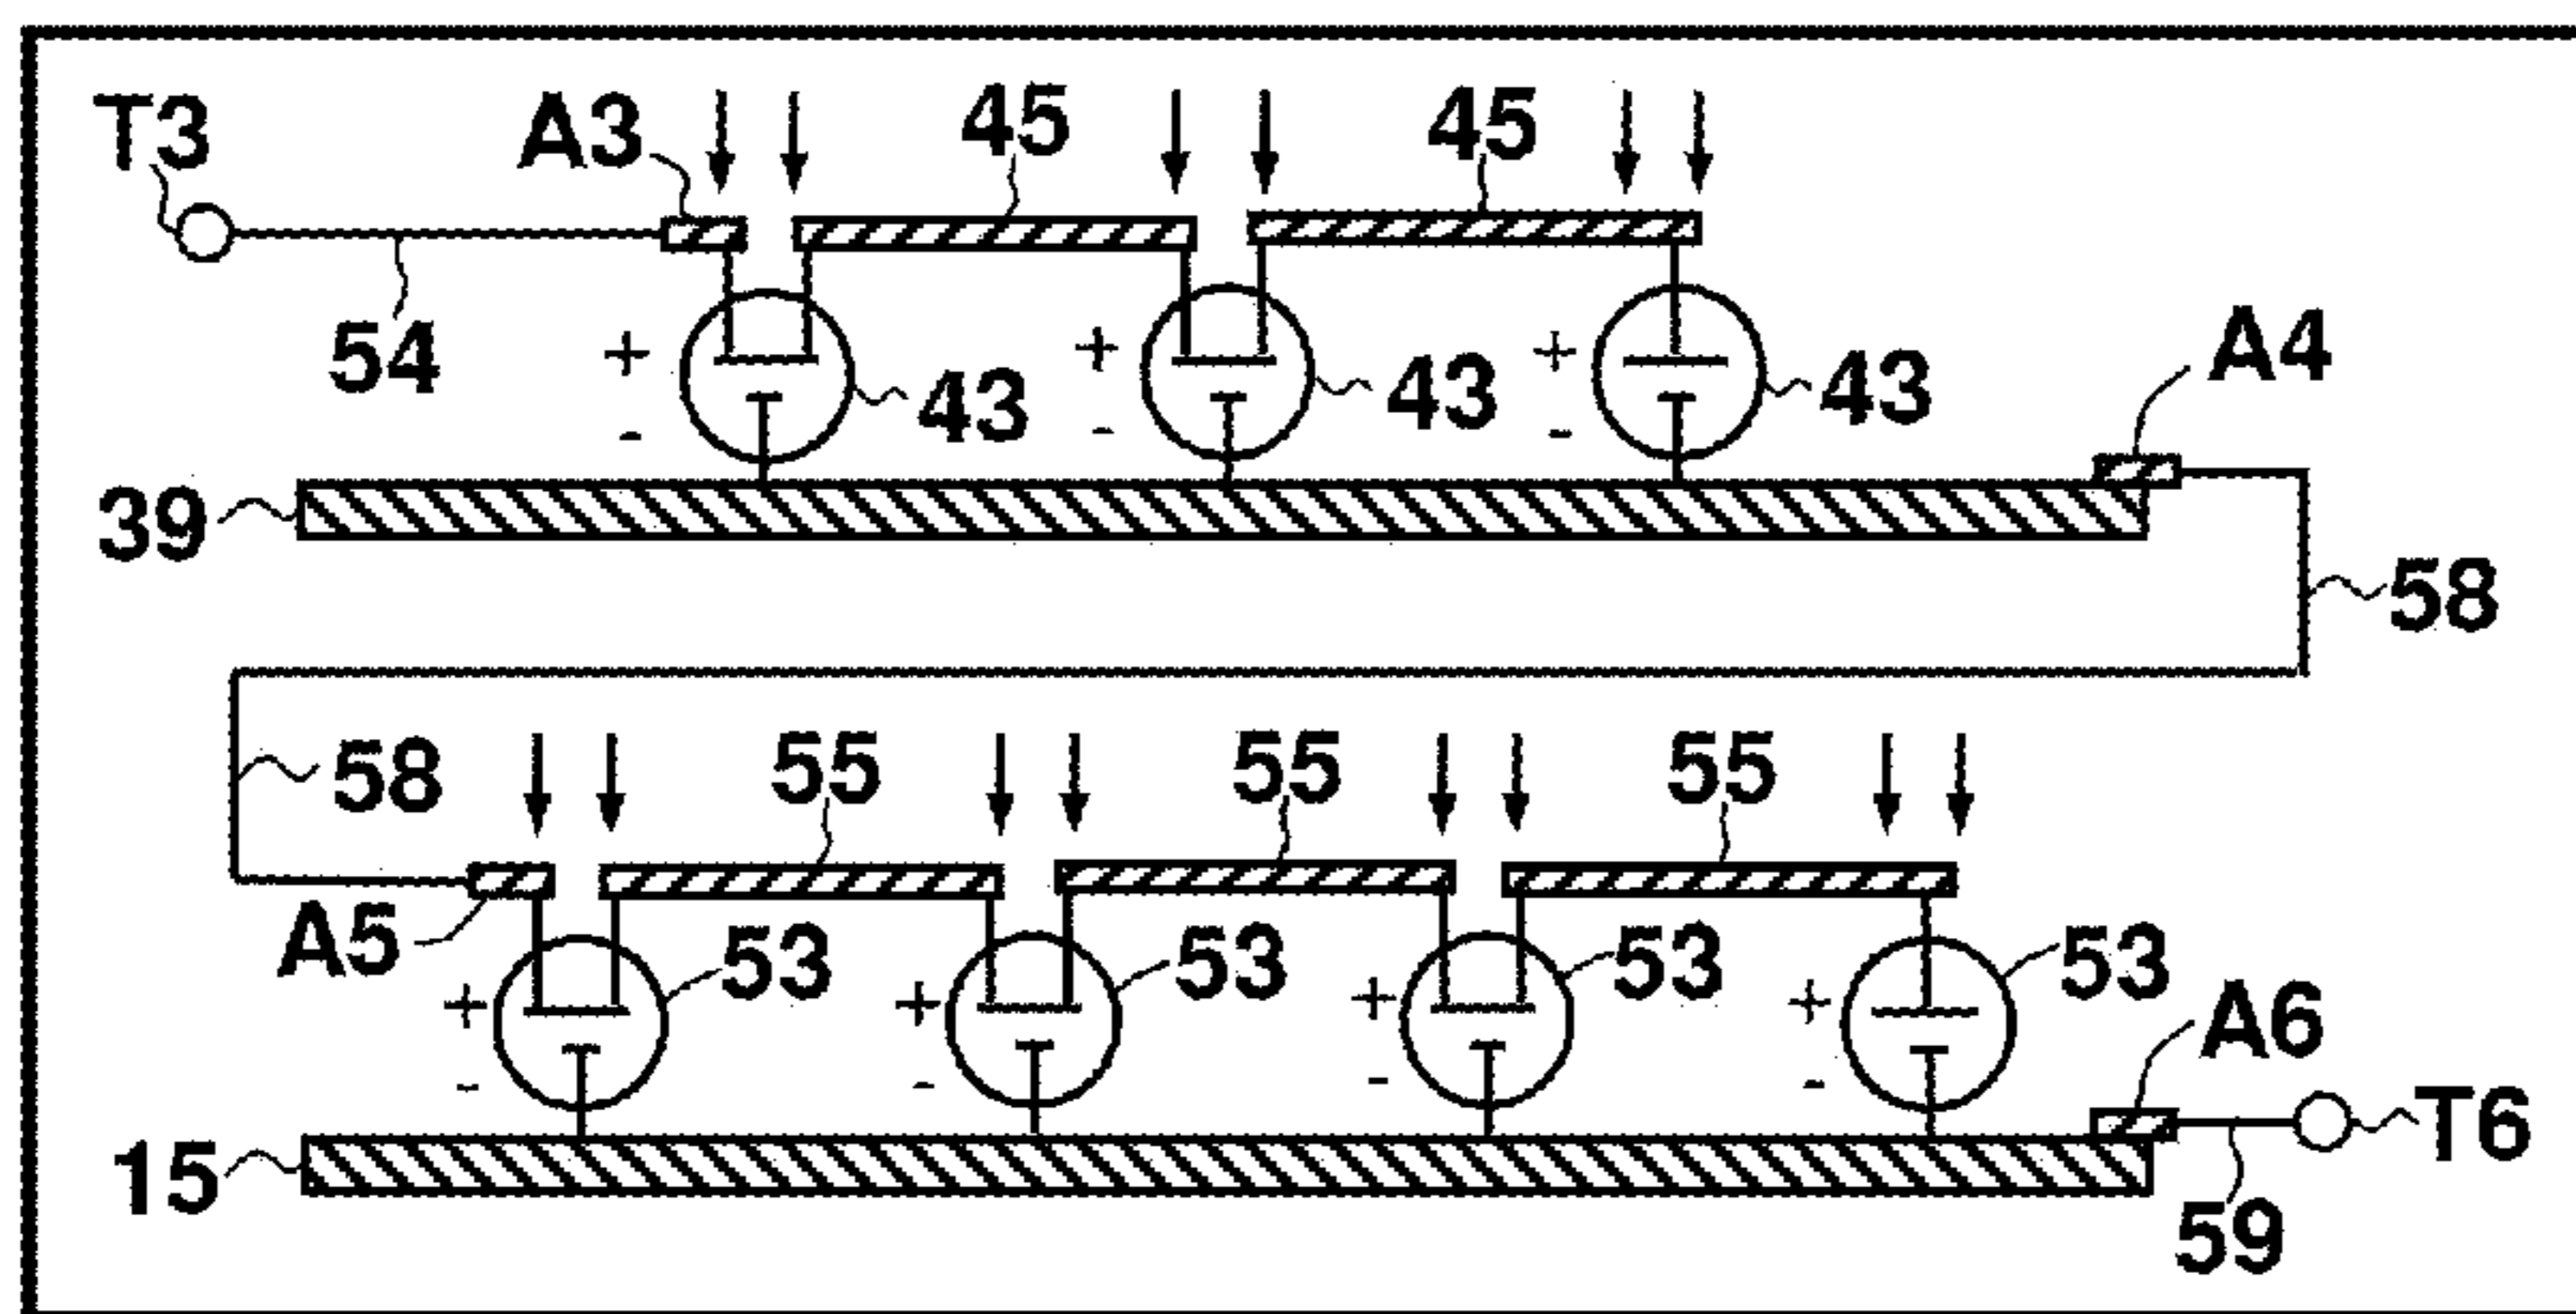 T3 A3 45 45
54 + 43 + 43 + 43 A4
- - -
39
58
58 55 55 55
A5 53 53 53 53
+ + + + A6
- - - - T6
15
59